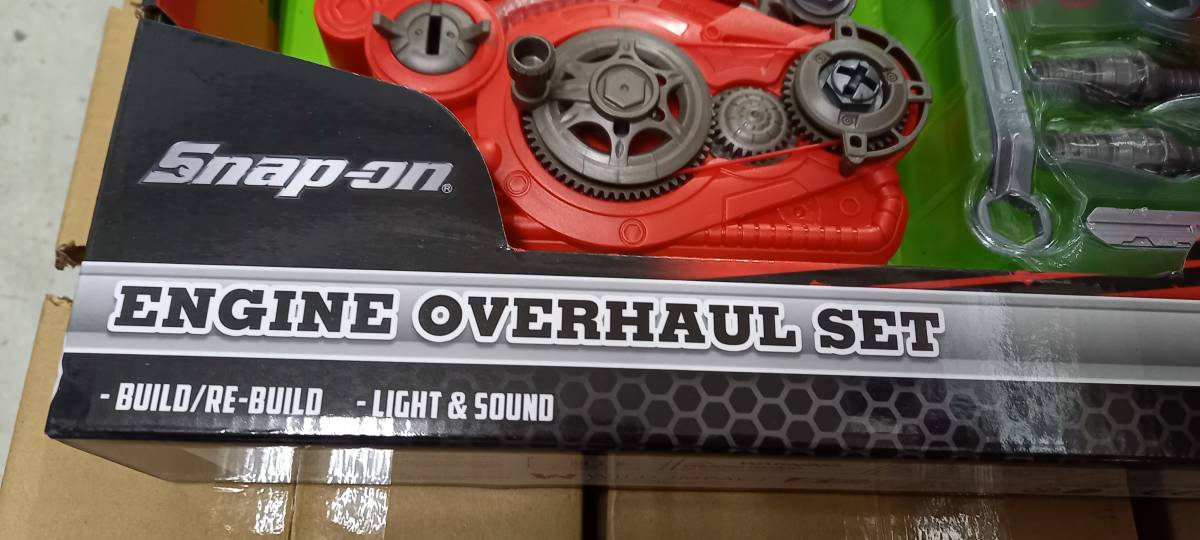 Snap-on®
ENGINE OVERHAUL SET
- BUILD/RE-BUILD - LIGHT & SOUND